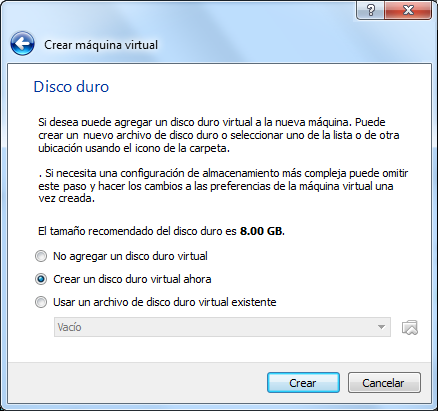 Crear máquina virtual
Disco duro
Si desea puede agregar un disco duro virtual a la nueva máquina. Puede
crear un nuevo archivo de disco duro o seleccionar uno de la lista o de otra
ubicación usando el icono de la carpeta.
. Si necesita una configuración de almacenamiento más compleja puede omitir
este paso y hacer los cambios a las preferencias de la máquina virtual una
vez creada.
El tamaño recomendado del disco duro es 8.00 GB.
No agregar un disco duro virtual
Crear un disco duro virtual ahora
Usar un archivo de disco duro virtual existente
Vacío
Crear
Cancelar